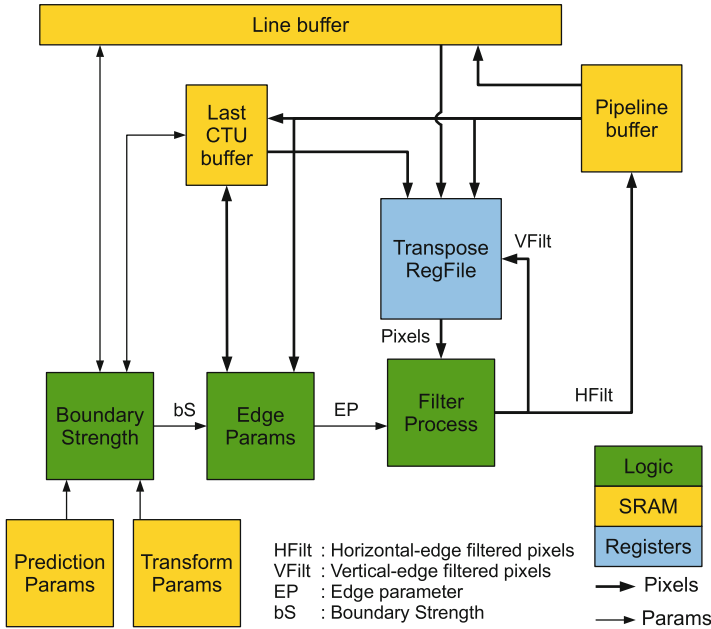 Line buffer
Last
CTU
buffer
Pipeline
buffer
Transpose
RegFile
VFilt
Pixels
Boundary
Strength
bS
Edge
Params
EP
Filter
Process
HFilt
Prediction
Params
Transform
Params
HFilt : Horizontal-edge filtered pixels
VFilt : Vertical-edge filtered pixels
EP : Edge parameter
bS : Boundary Strength
Logic
SRAM
Registers
Pixels
Params